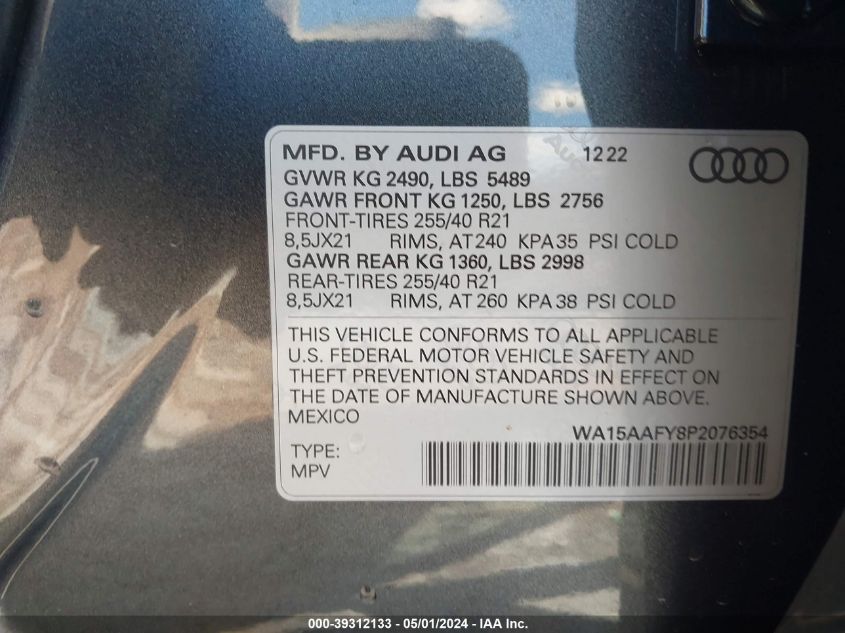 MFD. BY AUDI AG 12 22
GVWR KG 2490, LBS 5489
GAWR FRONT KG 1250, LBS 2756
FRONT-TIRES 255/40 R21
8,5JX21 RIMS, AT 240 KPA 35 PSI COLD
GAWR REAR KG 1360, LBS 2998
REAR-TIRES 255/40 R21
8,5JX21 RIMS, AT 260 KPA 38 PSI COLD
THIS VEHICLE CONFORMS TO ALL APPLICABLE
U.S. FEDERAL MOTOR VEHICLE SAFETY AND
THEFT PREVENTION STANDARDS IN EFFECT ON
THE DATE OF MANUFACTURE SHOWN ABOVE.
MEXICO
WA15AAFY8P2076354
TYPE:
MPV
000-39312133 - 05/01/2024 - IAA Inc.